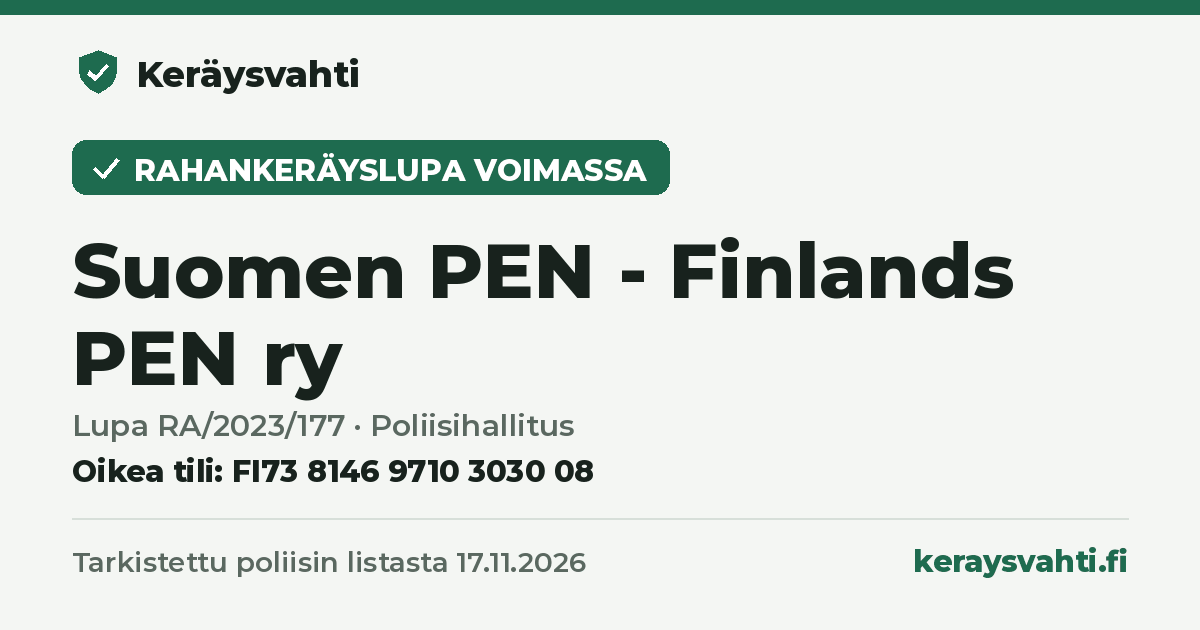 Keräysvahti
RAHANKERÄYSLUPA VOIMASSA
Suomen PEN - Finlands
PEN ry
Lupa RA/2023/177 · Poliisihallitus
Oikea tili: FI73 8146 9710 3030 08
Tarkistettu poliisin listasta 17.11.2026
keraysvahti.fi